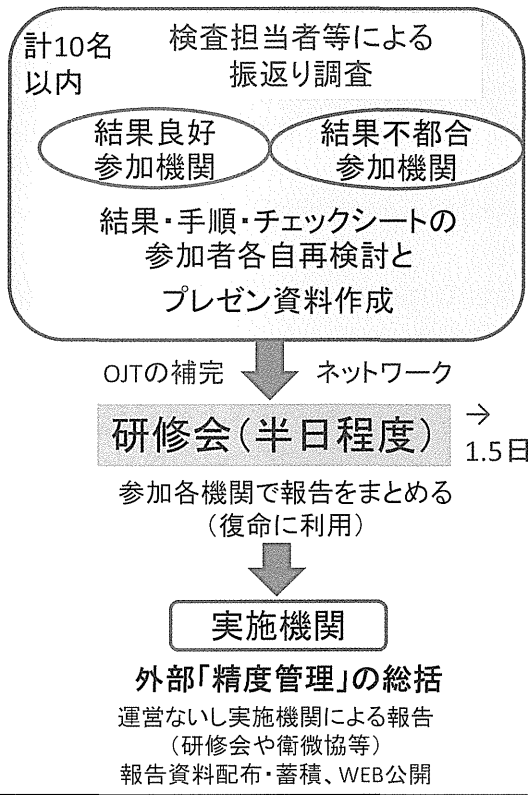 計10名
以内
検査担当者等による
振返り調査
結果良好
参加機関
結果不都合
参加機関
結果・手順・チェックシートの
参加者各自再検討と
プレゼン資料作成
OJTの補完
ネットワーク
研修会(半日程度)
→
1.5日
参加各機関で報告をまとめる
(復命に利用)
実施機関
外部「精度管理」の総括
運営ないし実施機関による報告
(研修会や衛微協等)
報告資料配布・蓄積、WEB公開